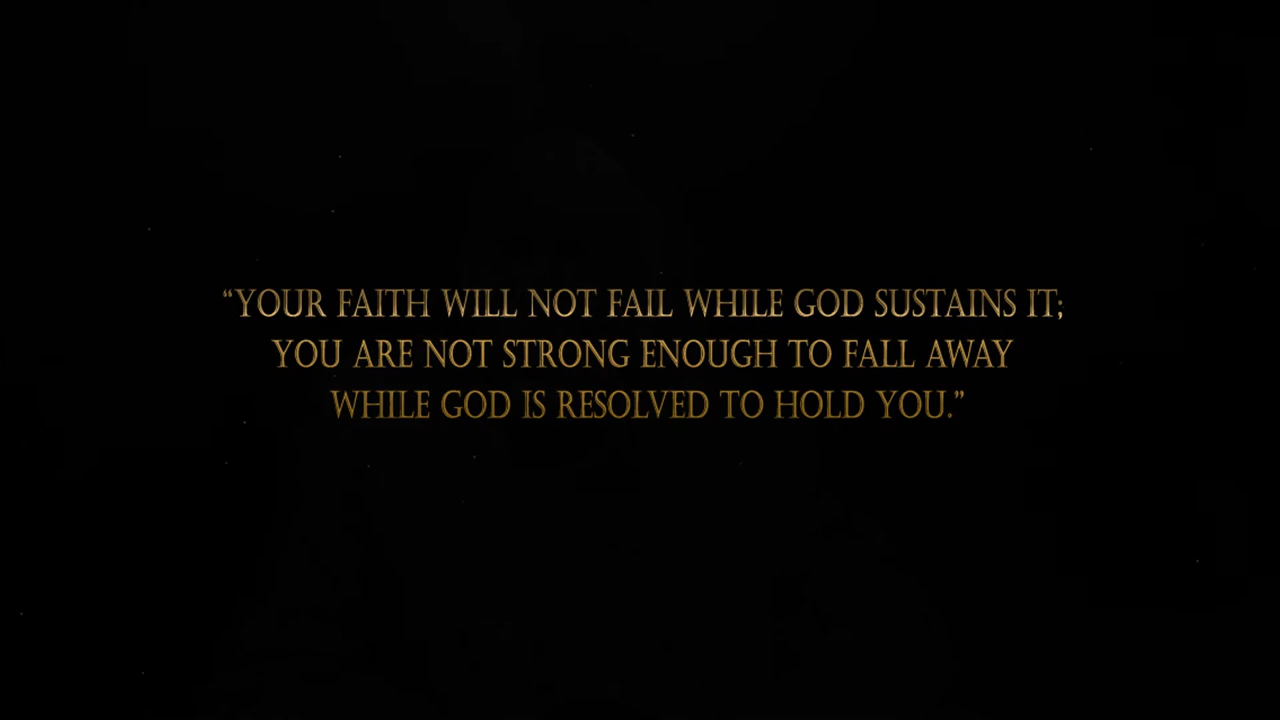 “YOUR FAITH WILL NOT FAIL WHILE GOD SUSTAINS IT;
YOU ARE NOT STRONG ENOUGH TO FALL AWAY
WHILE GOD IS RESOLVED TO HOLD YOU.”